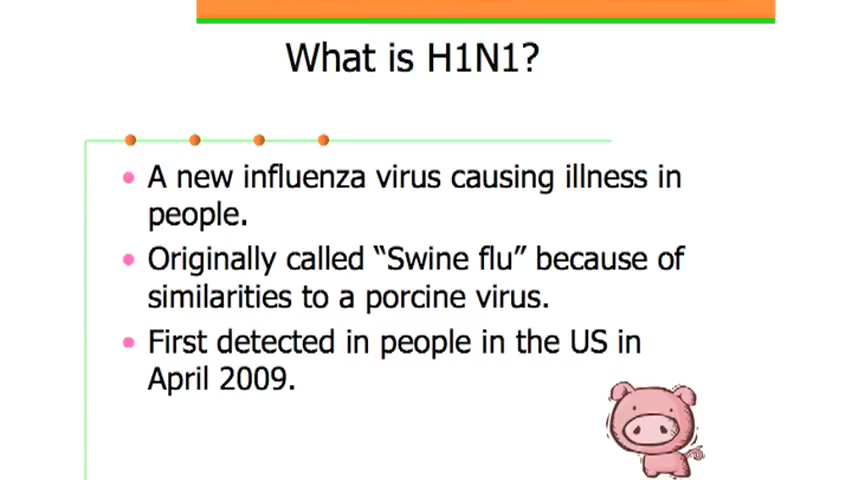 What is H1N1?
A new influenza virus causing illness in
people.
Originally called “Swine flu” because of
similarities to a porcine virus.
First detected in people in the US in
April 2009.